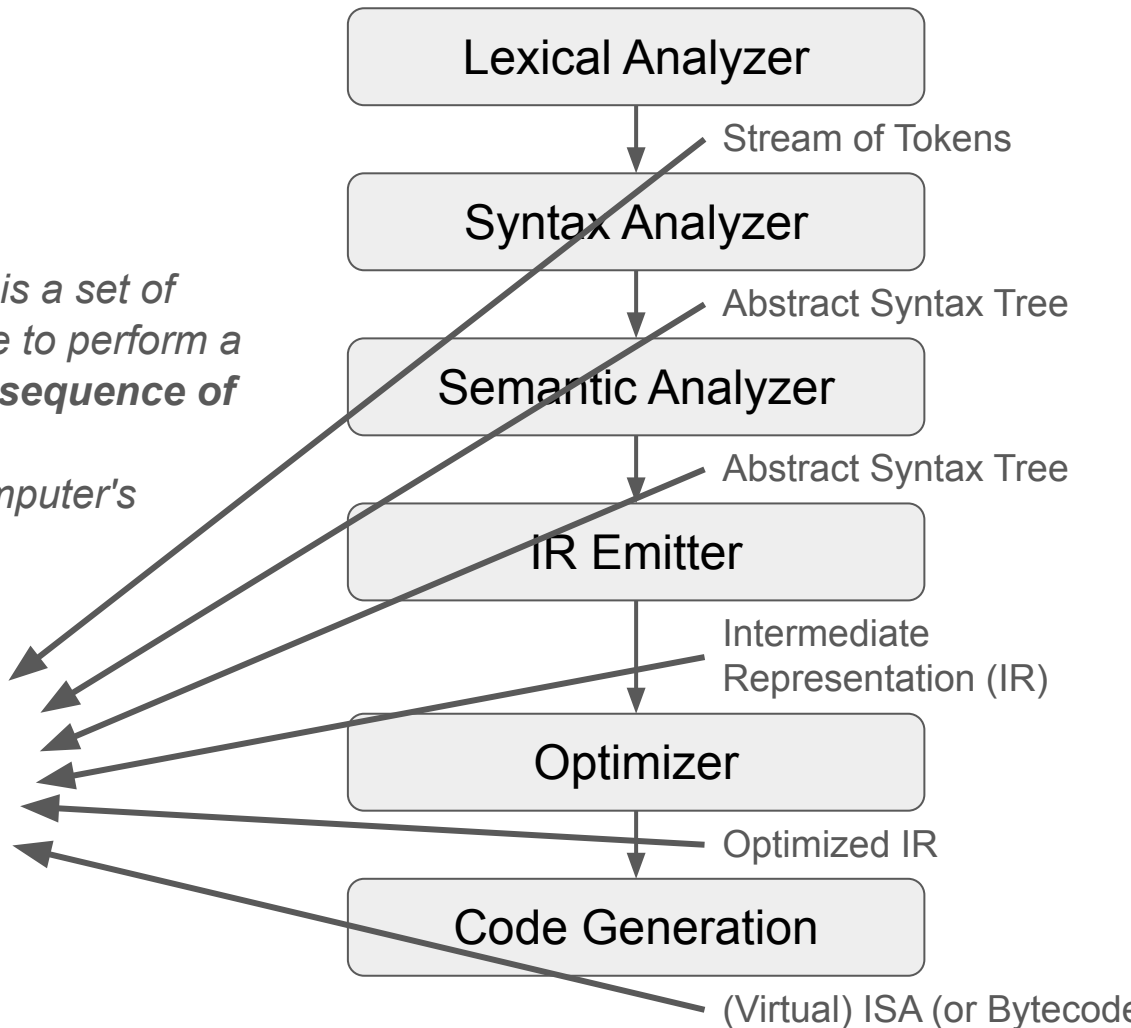 Lexical Analyzer
Stream of Tokens
Syntax Analyzer
is a set of
Abstract Syntax Tree
to perform a
Semantic Analyzer
sequence of
Abstract Syntax Tree
computer's
IR Emitter
Intermediate
Representation (IR)
Optimizer
Optimized IR
Code Generation
(Virtual) ISA (or Bytecode